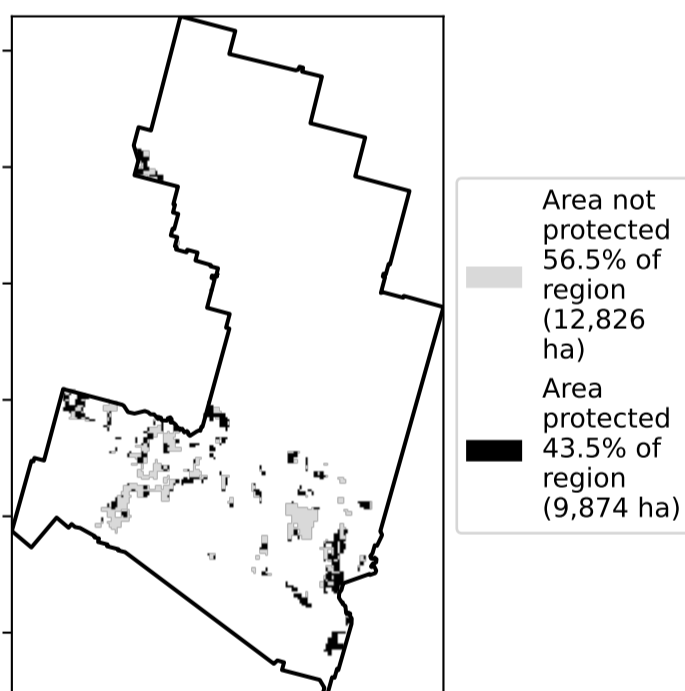 Area not
protected
56.5% of
region
(12,826
ha)
Area
protected
43.5% of
region
(9,874 ha)